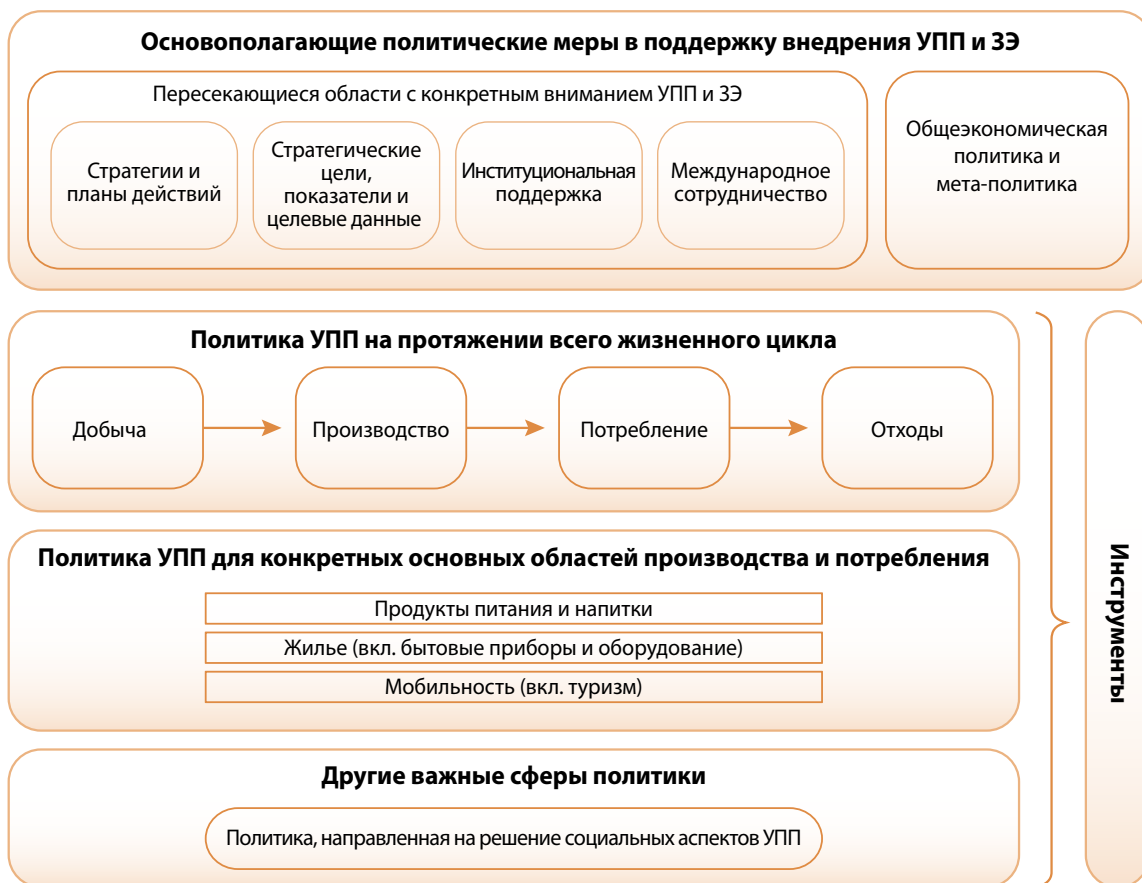 Основополагающие политические меры в поддержку внедрения УПП и ЗЭ
Пересекающиеся области с конкретным вниманием УПП и ЗЭ
Стратегии и
планы действий
Стратегические
цели,
показатели и
целевые данные
Институциональная
поддержка
Международное
сотрудничество
Общеэкономическая
политика и
мета-политика
Политика УПП на протяжении всего жизненного цикла
Добыча
Производство
Потребление
Отходы
Политика УПП для конкретных основных областей производства и потребления
Продукты питания и напитки
Жилье (вкл. бытовые приборы и оборудование)
Мобильность (вкл. туризм)
Другие важные сферы политики
Политика, направленная на решение социальных аспектов УПП
Инструменты